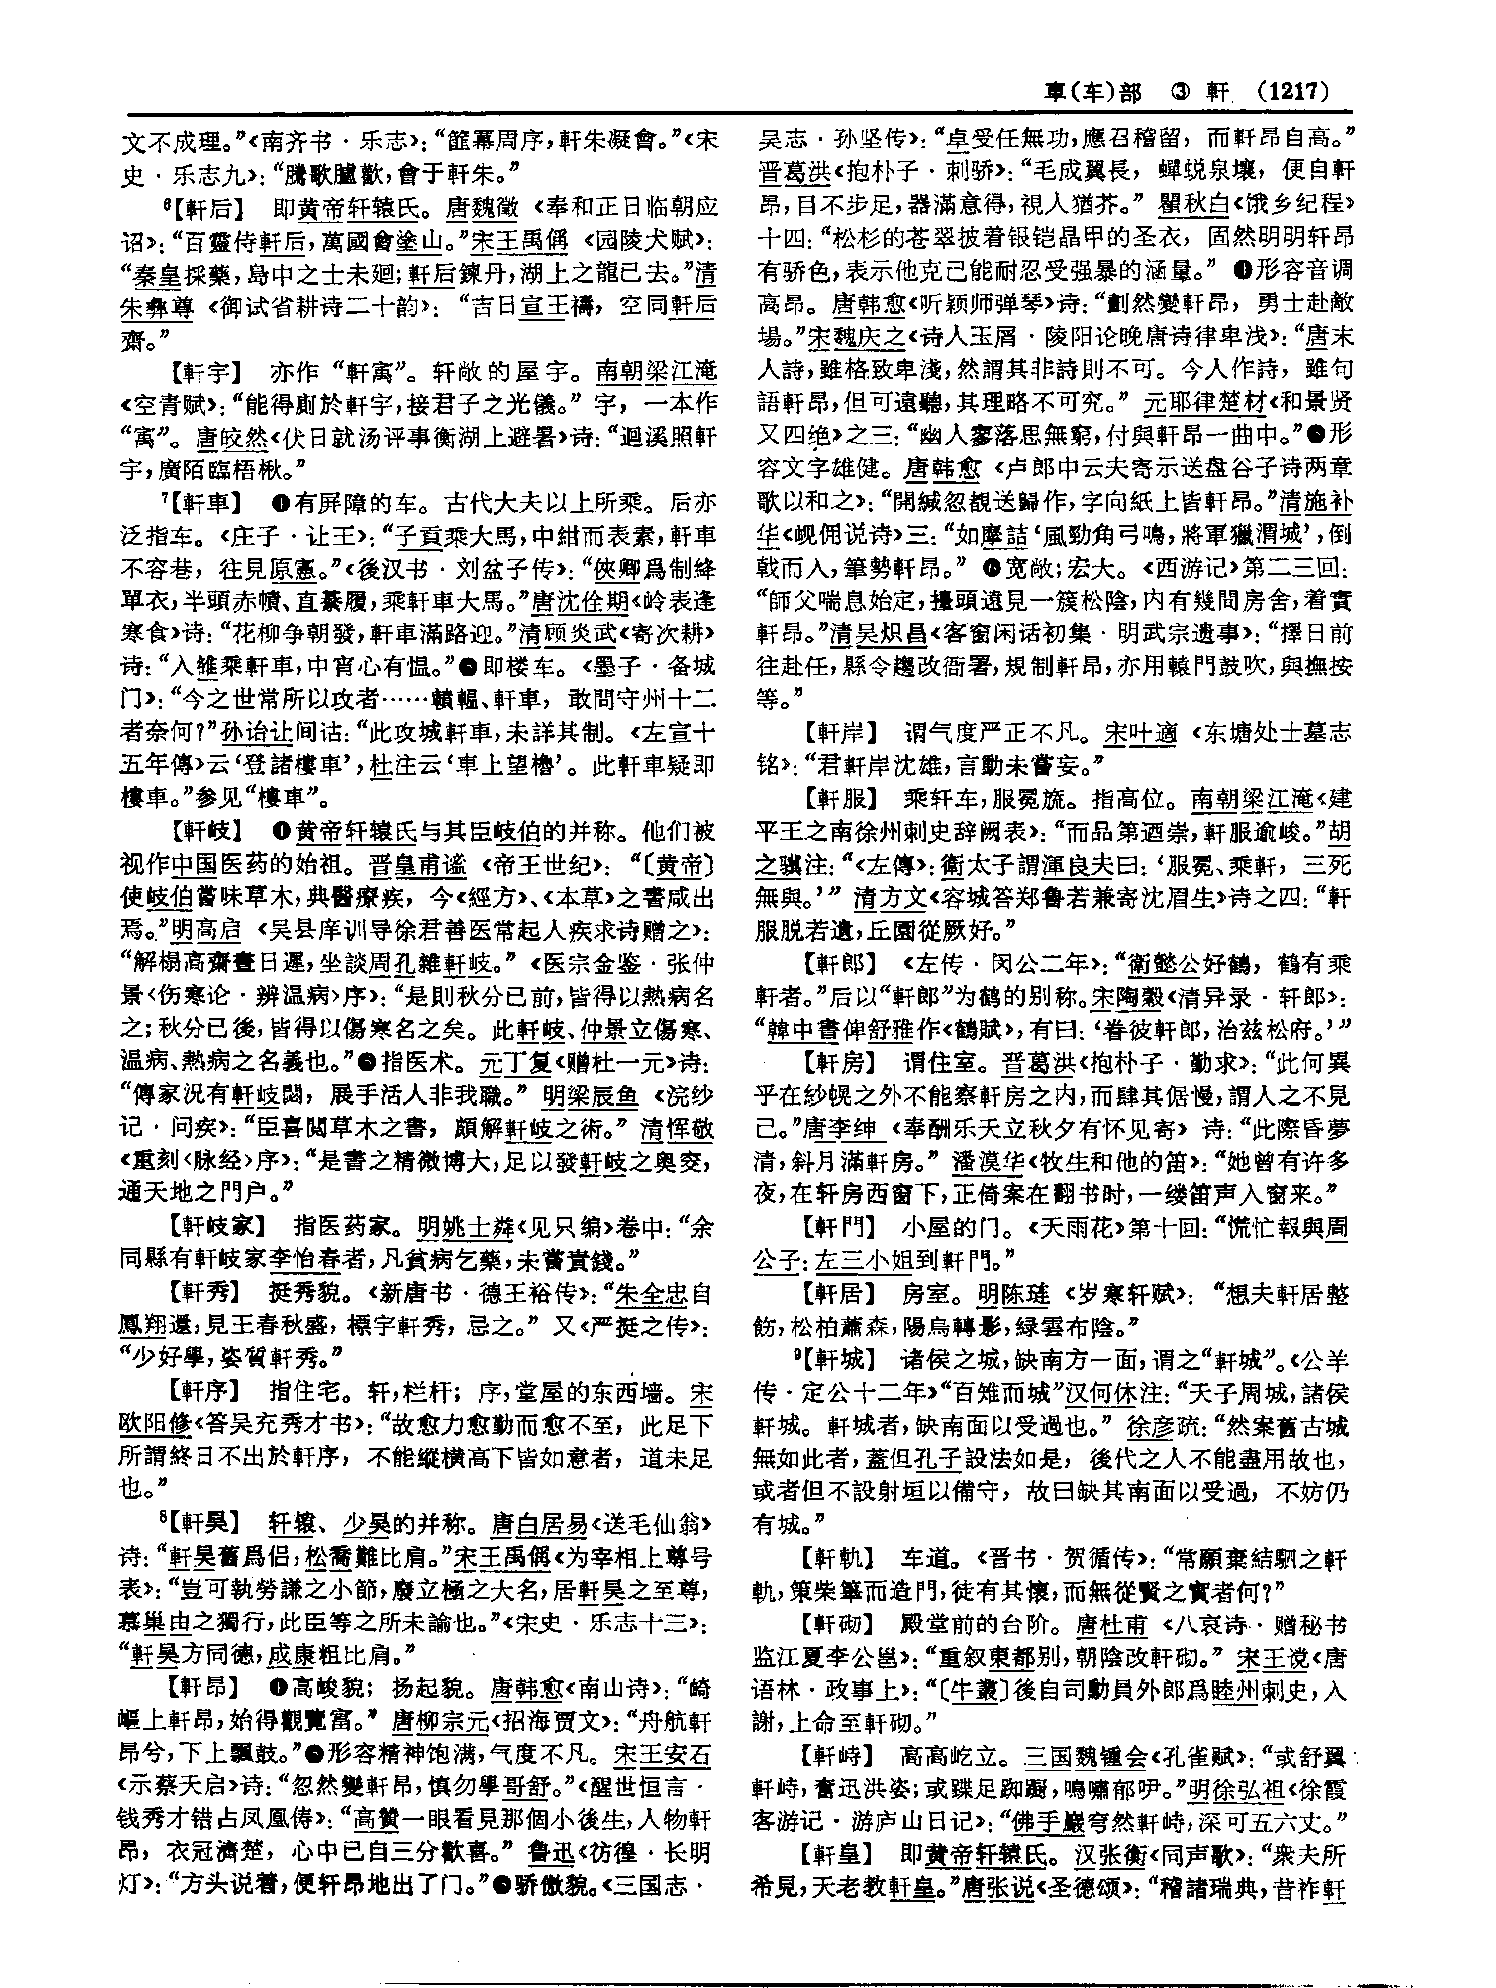 車(车)部　③ 軒　(1217)
文不成理。”《南齐书·乐志》：“篚冪周序，軒朱凝會。”《宋
史·乐志九》：“騰歌臚歡，會于軒朱。”
⁶【軒后】　即黄帝轩辕氏。唐魏徵《奉和正日临朝应
诏》：“百靈侍軒后，萬國會塗山。”宋王禹偁《园陵犬赋》：
“秦皇採藥，島中之士未廻；軒后鍊丹，湖上之龍已去。”清
朱彝尊《御试省耕诗二十韵》：“吉日宣王禱，空同軒后
齋。”
【軒宇】　亦作“軒寓”。轩敞的屋宇。南朝梁江淹
《空青赋》：“能得廁於軒宇，接君子之光儀。”宇，一本作
“寓”。唐皎然《伏日就汤评事衡湖上避暑》诗：“迴溪照軒
宇，廣陌臨梧楸。”
⁷【軒車】　❶有屏障的车。古代大夫以上所乘。后亦
泛指车。《庄子·让王》：“子貢乘大馬，中紺而表素，軒車
不容巷，往見原憲。”《後汉书·刘盆子传》：“俠卿爲制絳
單衣，半頭赤幘、直綦履，乘軒車大馬。”唐沈佺期《岭表逢
寒食》诗：“花柳争朝發，軒車滿路迎。”清顾炎武《寄次耕》
诗：“入雒乘軒車，中宵心有愠。”❷即楼车。《墨子·备城
门》：“今之世常所以攻者……轒輼、軒車，敢問守州十二
者奈何？”孙诒让间诂：“此攻城軒車，未詳其制。《左宣十
五年傳》云‘登諸樓車’，杜注云‘車上望櫓’。此軒車疑即
樓車。”参见“樓車”。
【軒岐】　❶黄帝轩辕氏与其臣岐伯的并称。他们被
视作中国医药的始祖。晋皇甫谧《帝王世纪》：“〔黄帝〕
使岐伯嘗味草木，典醫療疾，今《經方》、《本草》之書咸出
焉。”明高启《吴县庠训导徐君善医常起人疾求诗赠之》：
“解榻高齋晝日遲，坐談周孔雜軒岐。”《医宗金鉴·张仲
景〈伤寒论·辨温病〉序》：“是則秋分已前，皆得以熱病名
之；秋分已後，皆得以傷寒名之矣。此軒岐、仲景立傷寒、
温病、熱病之名義也。”❷指医术。元丁复《赠杜一元》诗：
“傳家況有軒岐閟，展手活人非我職。”明梁辰鱼《浣纱
记·问疾》：“臣喜閲草木之書，頗解軒岐之術。”清恽敬
《重刻〈脉经〉序》：“是書之精微博大，足以發軒岐之奥窔，
通天地之門户。”
【軒岐家】　指医药家。明姚士粦《见只编》卷中：“余
同縣有軒岐家李怡春者，凡貧病乞藥，未嘗責錢。”
【軒秀】　挺秀貌。《新唐书·德王裕传》：“朱全忠自
鳳翔還，見王春秋盛，標宇軒秀，忌之。”又《严挺之传》：
“少好學，姿質軒秀。”
【軒序】　指住宅。轩，栏杆；序，堂屋的东西墙。宋
欧阳修《答吴充秀才书》：“故愈力愈勤而愈不至，此足下
所謂終日不出於軒序，不能縱横高下皆如意者，道未足
也。”
⁸【軒昊】　轩辕、少昊的并称。唐白居易《送毛仙翁》
诗：“軒昊舊爲侣，松喬難比肩。”宋王禹偁《为宰相上尊号
表》：“豈可執勞謙之小節，廢立極之大名，居軒昊之至尊，
慕巢由之獨行，此臣等之所未諭也。”《宋史·乐志十三》：
“軒昊方同德，成康粗比肩。”
【軒昂】　❶高峻貌；扬起貌。唐韩愈《南山诗》：“崎
嶇上軒昂，始得觀覽富。”唐柳宗元《招海贾文》：“舟航軒
昂兮，下上飄鼓。”❷形容精神饱满，气度不凡。宋王安石
《示蔡天启》诗：“忽然變軒昂，慎勿學哥舒。”《醒世恒言·
钱秀才错占凤凰俦》：“高贊一眼看見那個小後生，人物軒
昂，衣冠濟楚，心中已自三分歡喜。”鲁迅《彷徨·长明
灯》：“方头说着，便轩昂地出了门。”❸骄傲貌。《三国志·
吴志·孙坚传》：“卓受任無功，應召稽留，而軒昂自高。”
晋葛洪《抱朴子·刺骄》：“毛成翼長，蟬蜕泉壤，便自軒
昂，目不步足，器滿意得，視人猶芥。”瞿秋白《饿乡纪程》
十四：“松杉的苍翠披着银铠晶甲的圣衣，固然明明轩昂
有骄色，表示他克己能耐忍受强暴的涵量。”❹形容音调
高昂。唐韩愈《听颖师弹琴》诗：“劃然變軒昂，勇士赴敵
場。”宋魏庆之《诗人玉屑·陵阳论晚唐诗律卑浅》：“唐末
人詩，雖格致卑淺，然謂其非詩則不可。今人作詩，雖句
語軒昂，但可遠聽，其理略不可究。”元耶律楚材《和景贤
又四绝》之三：“幽人寥落思無窮，付與軒昂一曲中。”❺形
容文字雄健。唐韩愈《卢郎中云夫寄示送盘谷子诗两章
歌以和之》：“開緘忽覩送歸作，字向紙上皆軒昂。”清施补
华《岘佣说诗》三：“如摩詰‘風勁角弓鳴，將軍獵渭城’，倒
戟而入，筆勢軒昂。”❻宽敞；宏大。《西游记》第二三回：
“師父喘息始定，擡頭遠見一簇松陰，内有幾間房舍，着實
軒昂。”清吴炽昌《客窗闲话初集·明武宗遗事》：“擇日前
往赴任，縣令趨改衙署，規制軒昂，亦用轅門鼓吹，與撫按
等。”
【軒岸】　谓气度严正不凡。宋叶適《东塘处士墓志
铭》：“君軒岸沈雄，言動未嘗妄。”
【軒服】　乘轩车，服冕旒。指高位。南朝梁江淹《建
平王之南徐州刺史辞阙表》：“而品第迺崇，軒服逾峻。”胡
之骥注：“《左傳》：衛太子謂渾良夫曰：‘服冕、乘軒，三死
無與。’”清方文《容城答郑鲁若兼寄沈眉生》诗之四：“軒
服脱若遺，丘園從厥好。”
【軒郎】　《左传·闵公二年》：“衛懿公好鶴，鶴有乘
軒者。”后以“軒郎”为鹤的别称。宋陶穀《清异录·轩郎》：
“韓中書俾舒雅作《鶴賦》，有曰：‘眷彼軒郎，治兹松府。’”
【軒房】　谓住室。晋葛洪《抱朴子·勤求》：“此何異
乎在紗幌之外不能察軒房之内，而肆其倨慢，謂人之不見
己。”唐李绅《奉酬乐天立秋夕有怀见寄》诗：“此際昏夢
清，斜月滿軒房。”潘漠华《牧生和他的笛》：“她曾有许多
夜，在轩房西窗下，正倚案在翻书时，一缕笛声入窗来。”
【軒門】　小屋的门。《天雨花》第十回：“慌忙報與周
公子：左三小姐到軒門。”
【軒居】　房室。明陈琏《岁寒轩赋》：“想夫軒居整
飭，松柏蕭森，陽烏轉影，緑雲布陰。”
⁹【軒城】　诸侯之城，缺南方一面，谓之“軒城”。《公羊
传·定公十二年》“百雉而城”汉何休注：“天子周城，諸侯
軒城。軒城者，缺南面以受過也。”徐彦疏：“然案舊古城
無如此者，蓋但孔子設法如是，後代之人不能盡用故也，
或者但不設射垣以備守，故曰缺其南面以受過，不妨仍
有城。”
【軒軌】　车道。《晋书·贺循传》：“常願棄結駟之軒
軌，策柴篳而造門，徒有其懷，而無從賢之實者何？”
【軒砌】　殿堂前的台阶。唐杜甫《八哀诗·赠秘书
监江夏李公邕》：“重叙東都别，朝陰改軒砌。”宋王谠《唐
语林·政事上》：“〔牛叢〕後自司勳員外郎爲睦州刺史，入
謝，上命至軒砌。”
【軒峙】　高高屹立。三国魏锺会《孔雀赋》：“或舒翼
軒峙，奮迅洪姿；或蹀足踟躕，鳴嘯郁咿。”明徐弘祖《徐霞
客游记·游庐山日记》：“佛手巖穹然軒峙，深可五六丈。”
【軒皇】　即黄帝轩辕氏。汉张衡《同声歌》：“衆夫所
希見，天老教軒皇。”唐张说《圣德颂》：“稽諸瑞典，昔祚軒